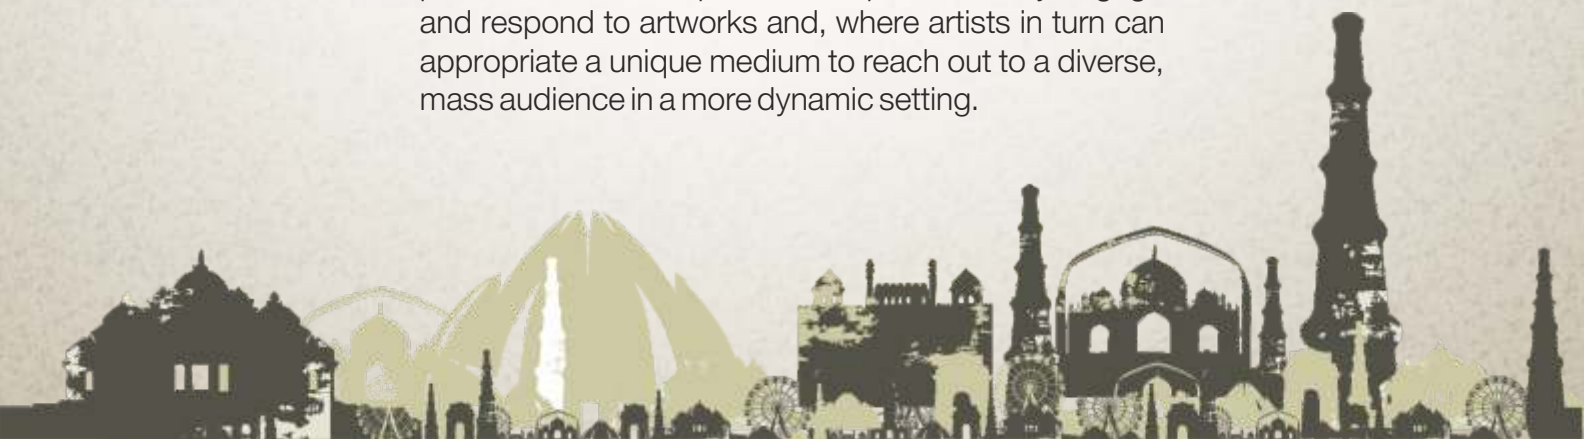 and respond to artworks and, where artists in turn can
appropriate a unique medium to reach out to a diverse,
mass audience in a more dynamic setting.